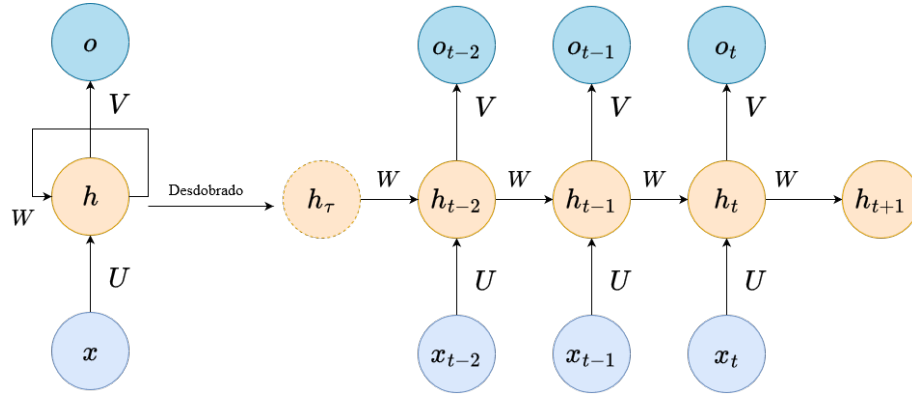 o o_{t-2} o_{t-1} o_t
V V V V
W Desdobrado h h_τ W h_{t-2} W h_{t-1} W h_t W h_{t+1}
U U U U
x x_{t-2} x_{t-1} x_t